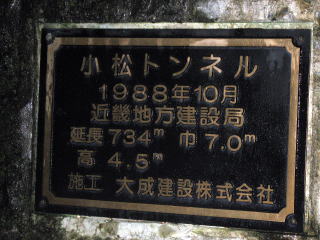 小松トンネル
1988年10月
近畿地方建設局
延長734m 巾7.0m
高 4.5m
施工 大成建設株式会社